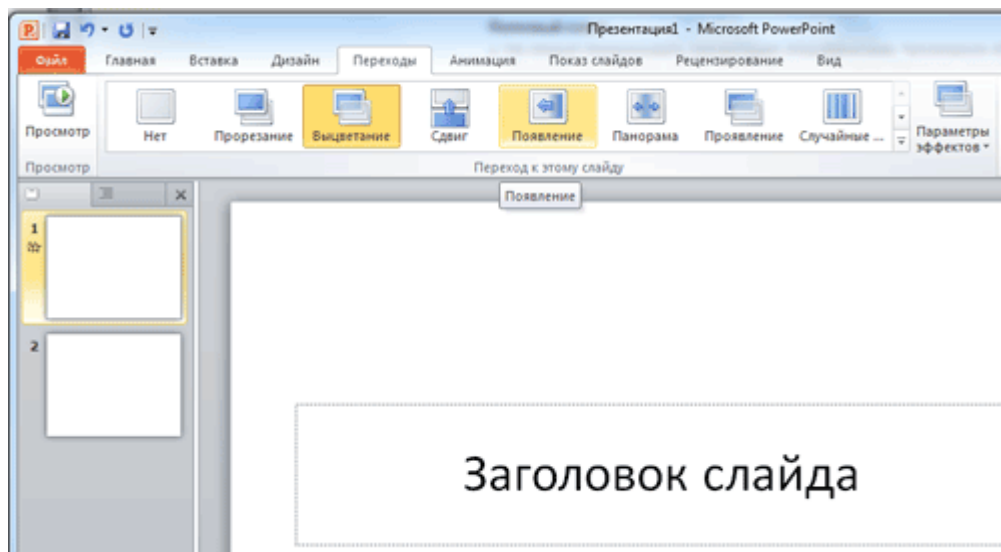 Презентация1 - Microsoft PowerPoint
Файл Главная Вставка Дизайн Переходы Анимация Показ слайдов Рецензирование Вид
Просмотр Нет Прорезание Выцветание Сдвиг Появление Панорама Проявление Случайные ... Параметры эффектов
Просмотр Переход к этому слайду
Появление
1
2
Заголовок слайда